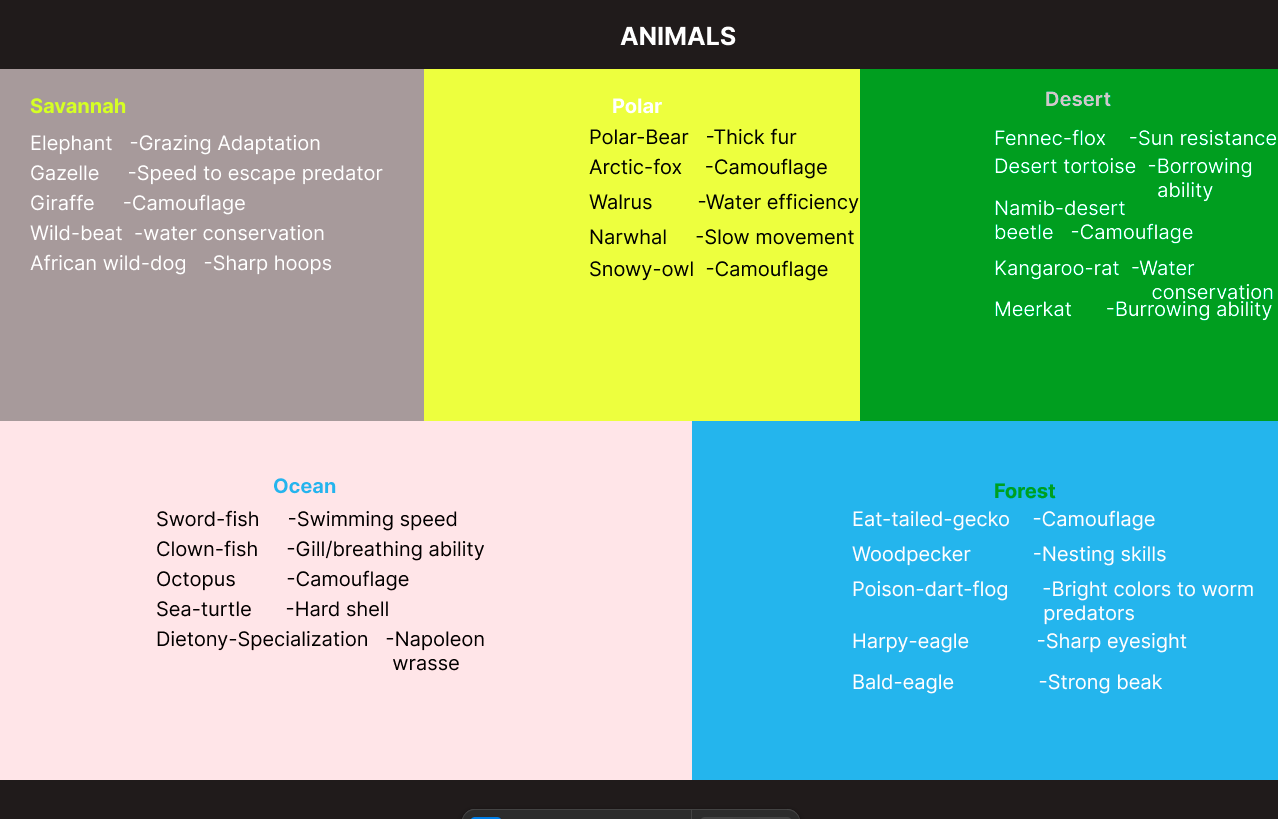 ANIMALS
Savannah
Elephant -Grazing Adaptation
Gazelle -Speed to escape predator
Giraffe -Camouflage
Wild-beat -water conservation
African wild-dog -Sharp hoops
Polar
Polar-Bear -Thick fur
Arctic-fox -Camouflage
Walrus -Water efficiency
Narwhal -Slow movement
Snowy-owl -Camouflage
Desert
Fennec-flox -Sun resistance
Desert tortoise -Borrowing
ability
Namib-desert
beetle -Camouflage
Kangaroo-rat -Water
conservation
Meerkat -Burrowing ability
Ocean
Sword-fish -Swimming speed
Clown-fish -Gill/breathing ability
Octopus -Camouflage
Sea-turtle -Hard shell
Dietony-Specialization -Napoleon
wrasse
Forest
Eat-tailed-gecko -Camouflage
Woodpecker -Nesting skills
Poison-dart-flog -Bright colors to worm
predators
Harpy-eagle -Sharp eyesight
Bald-eagle -Strong beak